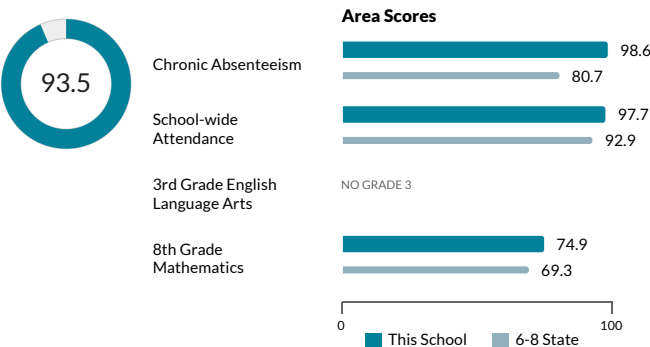 Area Scores
93.5
Chronic Absenteeism
98.6
80.7
School-wide
Attendance
97.7
92.9
3rd Grade English
Language Arts
NO GRADE 3
8th Grade
Mathematics
74.9
69.3
0
100
This School
6-8 State